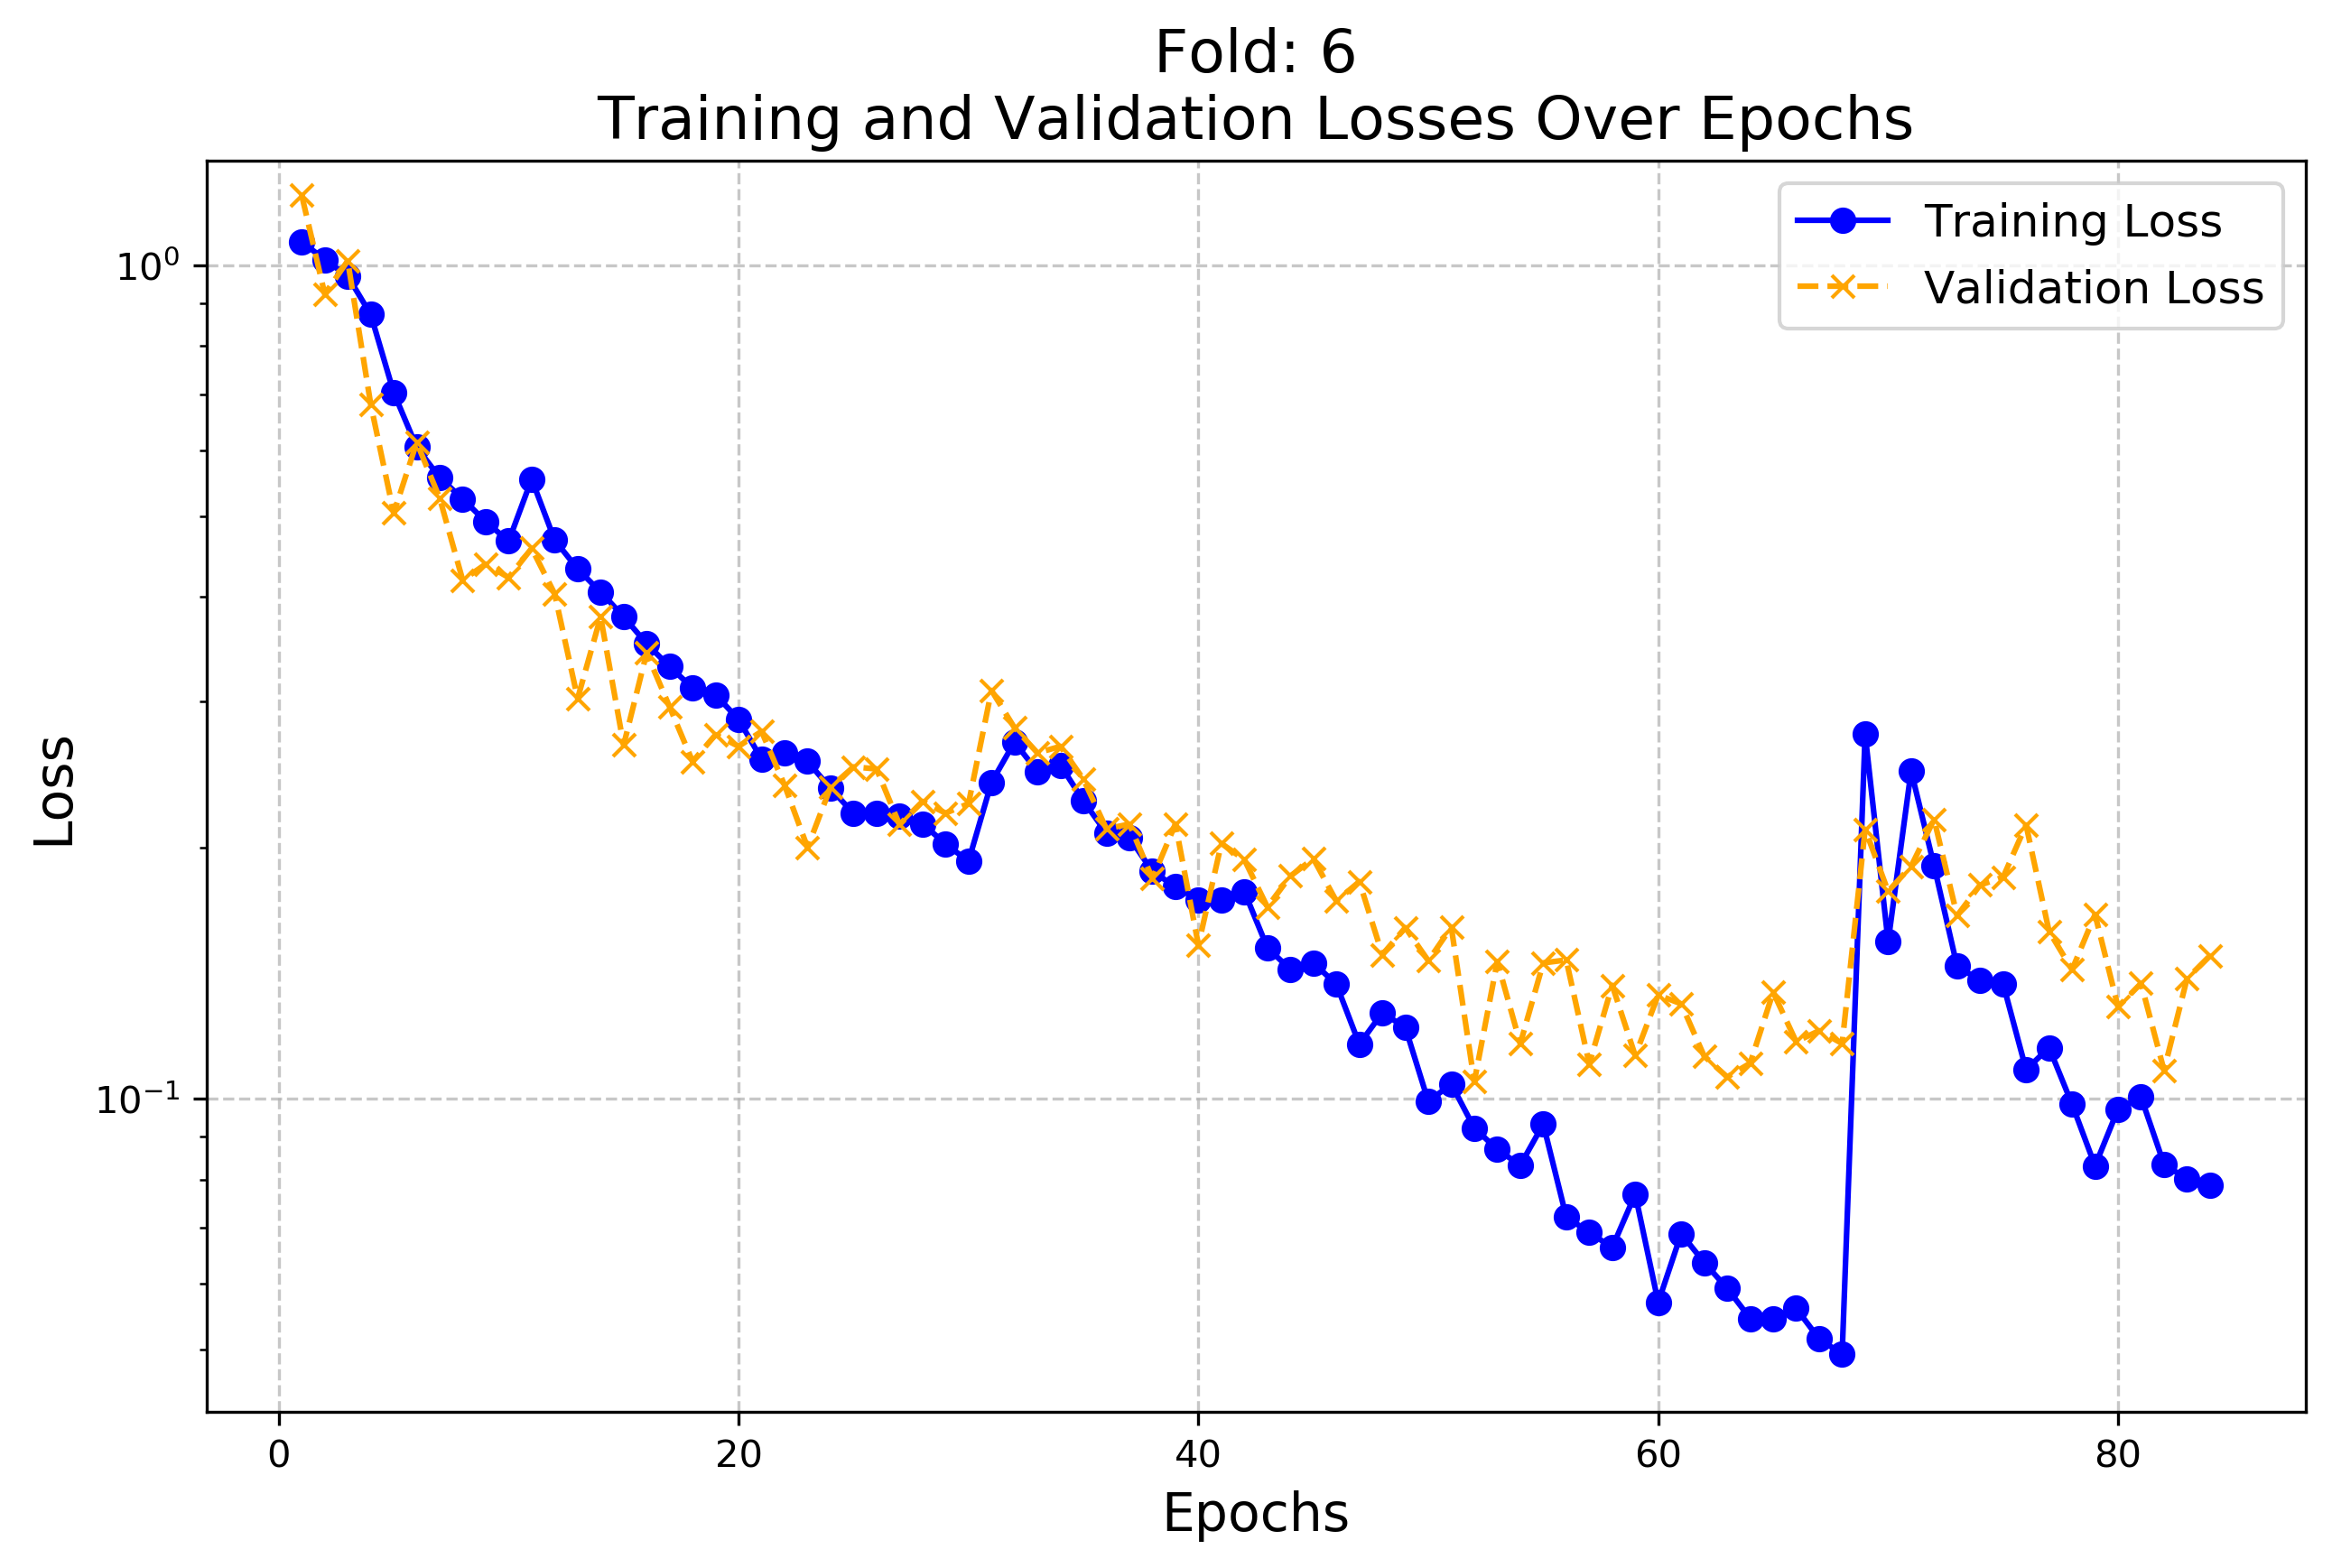 Fold: 6
Training and Validation Losses Over Epochs
Training Loss
Validation Loss
10⁰
10⁻¹
Loss
0 20 40 60 80
Epochs